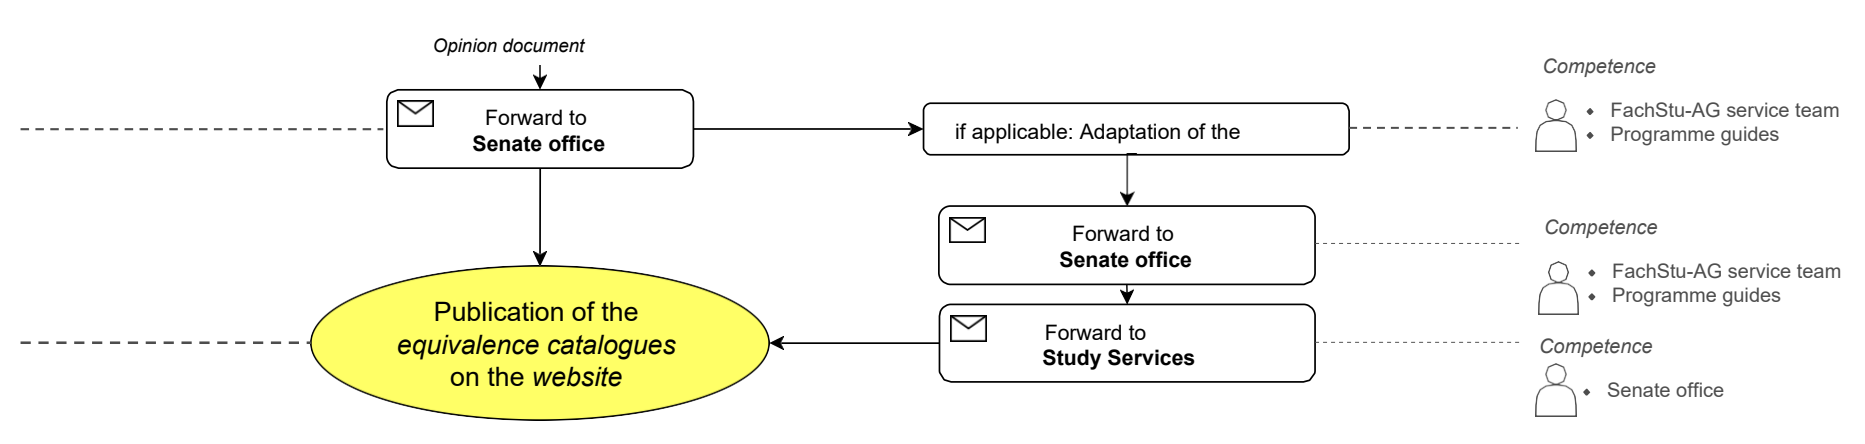 Opinion document
Forward to
Senate office
if applicable: Adaptation of the
Competence
FachStu-AG service team
Programme guides
Forward to
Senate office
Competence
FachStu-AG service team
Programme guides
Publication of the
equivalence catalogues
on the website
Forward to
Study Services
Competence
Senate office